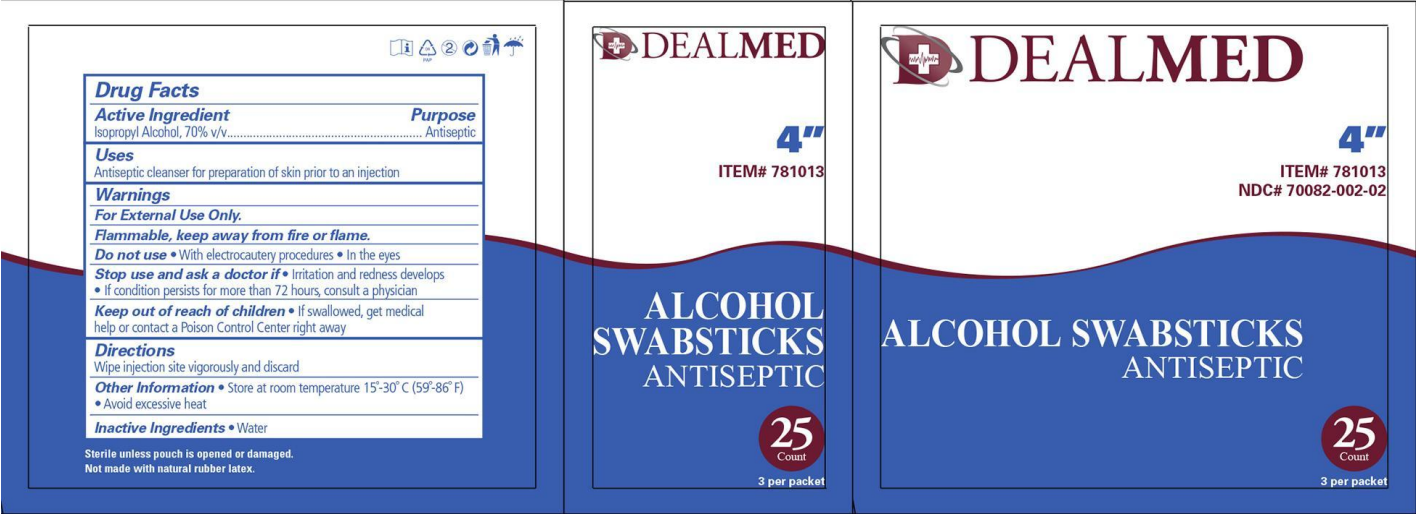 PAP
Drug Facts
Active Ingredient Purpose
Isopropyl Alcohol, 70% v/v............................................................ Antiseptic
Uses
Antiseptic cleanser for preparation of skin prior to an injection
Warnings
For External Use Only.
Flammable, keep away from fire or flame.
Do not use • With electrocautery procedures • In the eyes
Stop use and ask a doctor if • Irritation and redness develops
• If condition persists for more than 72 hours, consult a physician
Keep out of reach of children • If swallowed, get medical
help or contact a Poison Control Center right away
Directions
Wipe injection site vigorously and discard
Other Information • Store at room temperature 15°-30° C (59°-86° F)
• Avoid excessive heat
Inactive Ingredients • Water
Sterile unless pouch is opened or damaged.
Not made with natural rubber latex.
DEALMED
4"
ITEM# 781013
ALCOHOL
SWABSTICKS
ANTISEPTIC
25
Count
3 per packet
DEALMED
4"
ITEM# 781013
NDC# 70082-002-02
ALCOHOL SWABSTICKS
ANTISEPTIC
25
Count
3 per packet